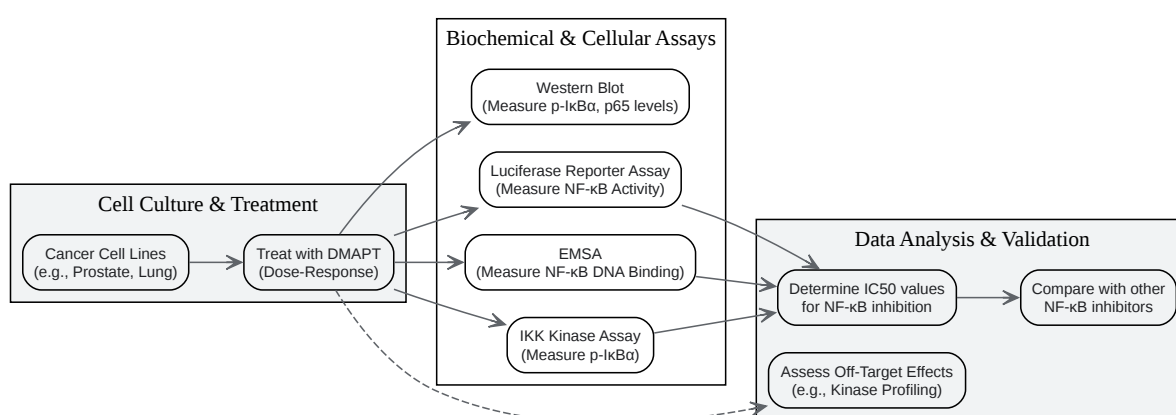 Biochemical & Cellular Assays
Western Blot
(Measure p-IκBα, p65 levels)
Luciferase Reporter Assay
(Measure NF-κB Activity)
Cell Culture & Treatment
Cancer Cell Lines
(e.g., Prostate, Lung)
Treat with DMAPT
(Dose-Response)
EMSA
(Measure NF-κB DNA Binding)
IKK Kinase Assay
(Measure p-IκBα)
Data Analysis & Validation
Determine IC50 values
for NF-κB inhibition
Compare with other
NF-κB inhibitors
Assess Off-Target Effects
(e.g., Kinase Profiling)